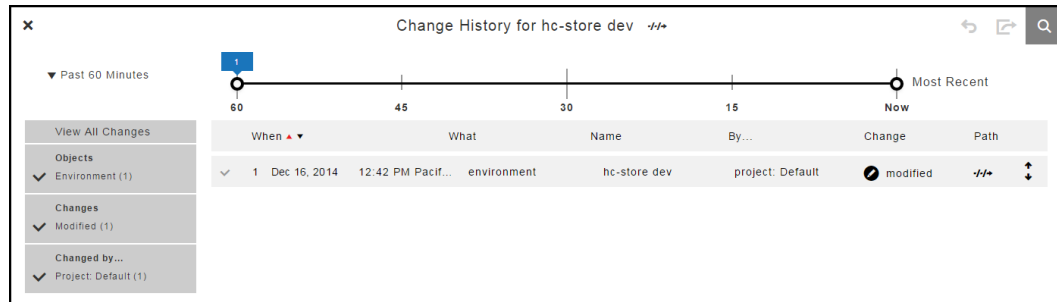 Change History for hc-store dev
Past 60 Minutes
1
Most Recent
60 45 30 15 Now
View All Changes
When What Name By... Change Path
Objects
Environment (1)
1 Dec 16, 2014 12:42 PM Pacif... environment hc-store dev project: Default modified
Changes
Modified (1)
Changed by...
Project: Default (1)